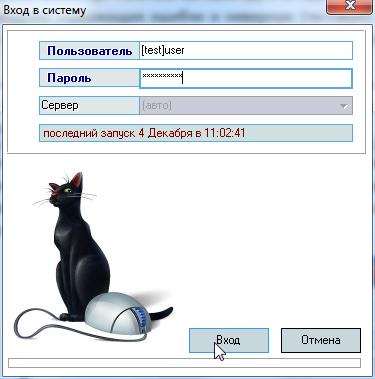 Вход в систему
Пользователь [test]user
Пароль **********
Сервер (авто)
последний запуск 4 Декабря в 11:02:41
Вход Отмена